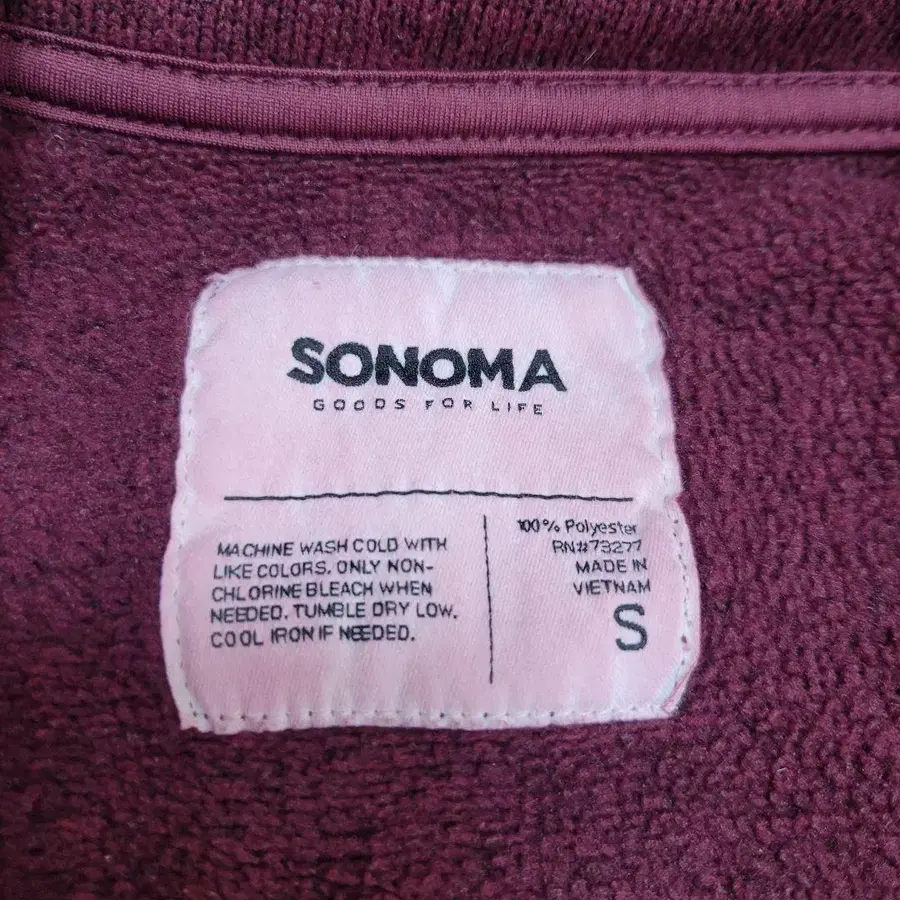 SONOMA
GOODS FOR LIFE
MACHINE WASH COLD WITH
LIKE COLORS. ONLY NON-
CHLORINE BLEACH WHEN
NEEDED. TUMBLE DRY LOW.
COOL IRON IF NEEDED.
100% Polyester
RN#73277
MADE IN
VIETNAM
S